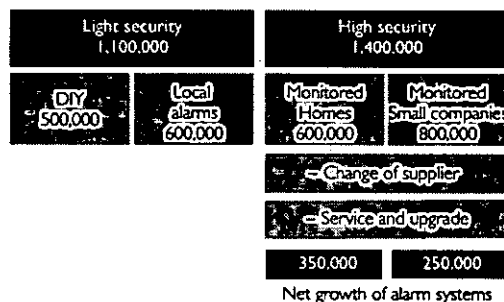 Light security
1,100,000
High security
1,400,000
DIY
500,000
Local
alarms
600,000
Monitored
Homes
600,000
Monitored
Small companies
800,000
– Change of supplier
– Service and upgrade
350,000
250,000
Net growth of alarm systems